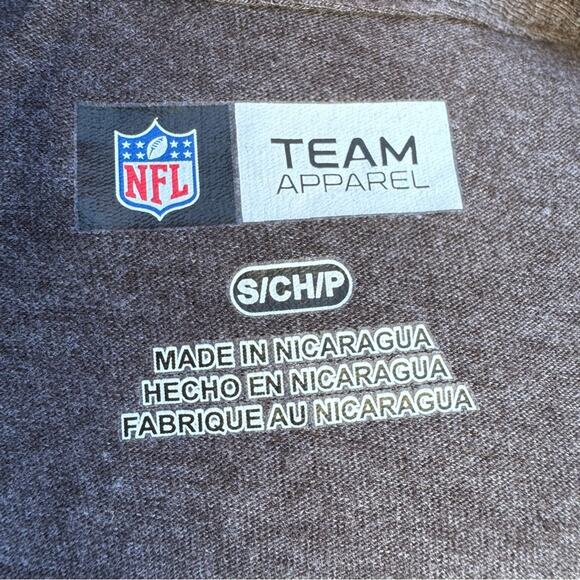 NFL
TEAM
APPAREL
S/CH/P
MADE IN NICARAGUA
HECHO EN NICARAGUA
FABRIQUE AU NICARAGUA